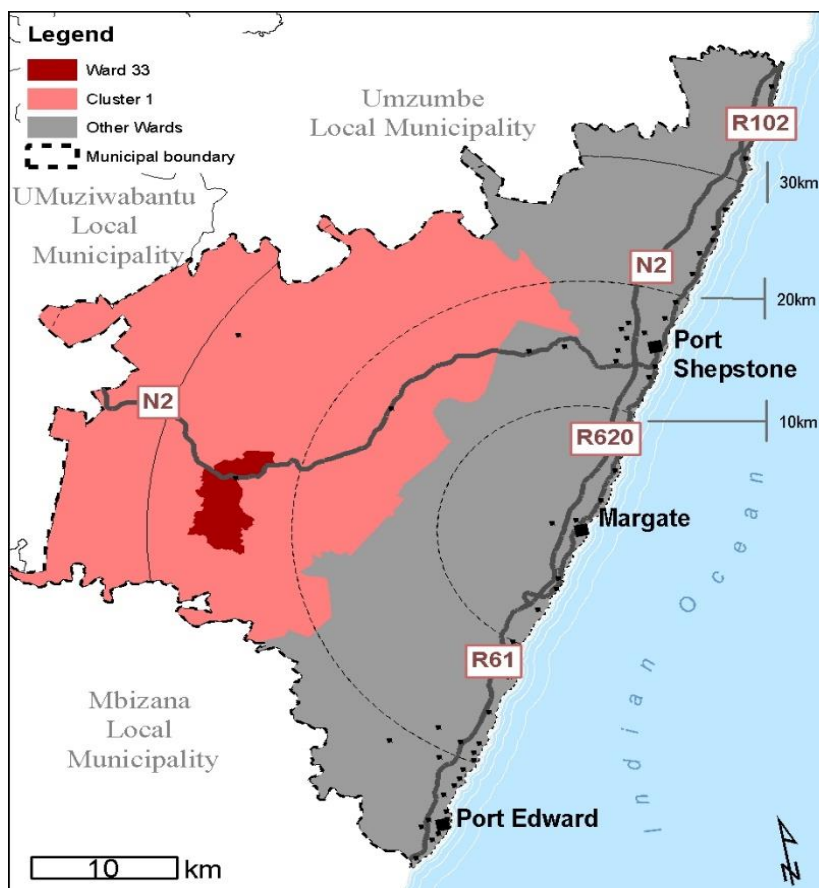 Legend
Ward 33
Cluster 1
Other Wards
Municipal boundary
Umzumbe
Local Municipality
UMuziwabantu
Local
Municipality
R102
30km
N2
20km
Port
Shepstone
N2
10km
R620
Margate
Indian Ocean
R61
Mbizana
Local
Municipality
Port Edward
10 km
N